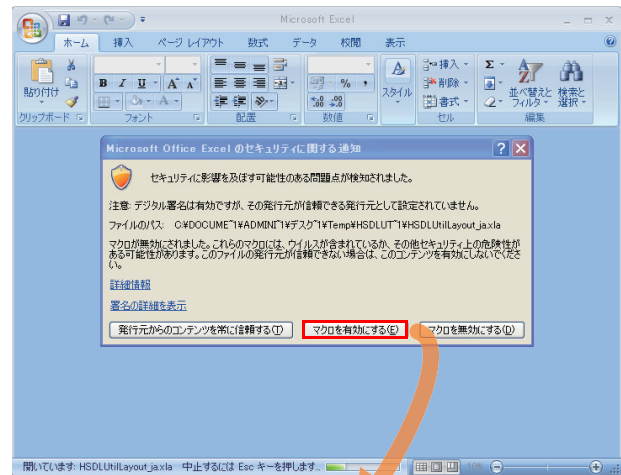 Microsoft Excel
ホーム 挿入 ページ レイアウト 数式 データ 校閲 表示
貼り付け
B I U A A
A
% ,
.00 .0
スタイル
挿入
削除
書式
Σ
並べ替えと
フィルタ
検索と
選択
クリップボード フォント 配置 数値 セル 編集
Microsoft Office Excel のセキュリティに関する通知
セキュリティに影響を及ぼす可能性のある問題点が検知されました。
注意: デジタル署名は有効ですが、その発行元が信頼できる発行元として設定されていません。
ファイルのパス: C:¥DOCUME~1¥ADMINI~1¥デスク~1¥Temp¥HSDLUT~1¥HSDLUtilLayout_ja.xla
マクロが無効にされました。これらのマクロには、ウイルスが含まれているか、その他セキュリティ上の危険性が
ある可能性があります。このファイルの発行元が信頼できない場合は、このコンテンツを有効にしないでくださ
い。
詳細情報
署名の詳細を表示
発行元からのコンテンツを常に信頼する(T) マクロを有効にする(E) マクロを無効にする(D)
開いています: HSDLUtilLayout_ja.xla 中止するには Esc キーを押します... 10%